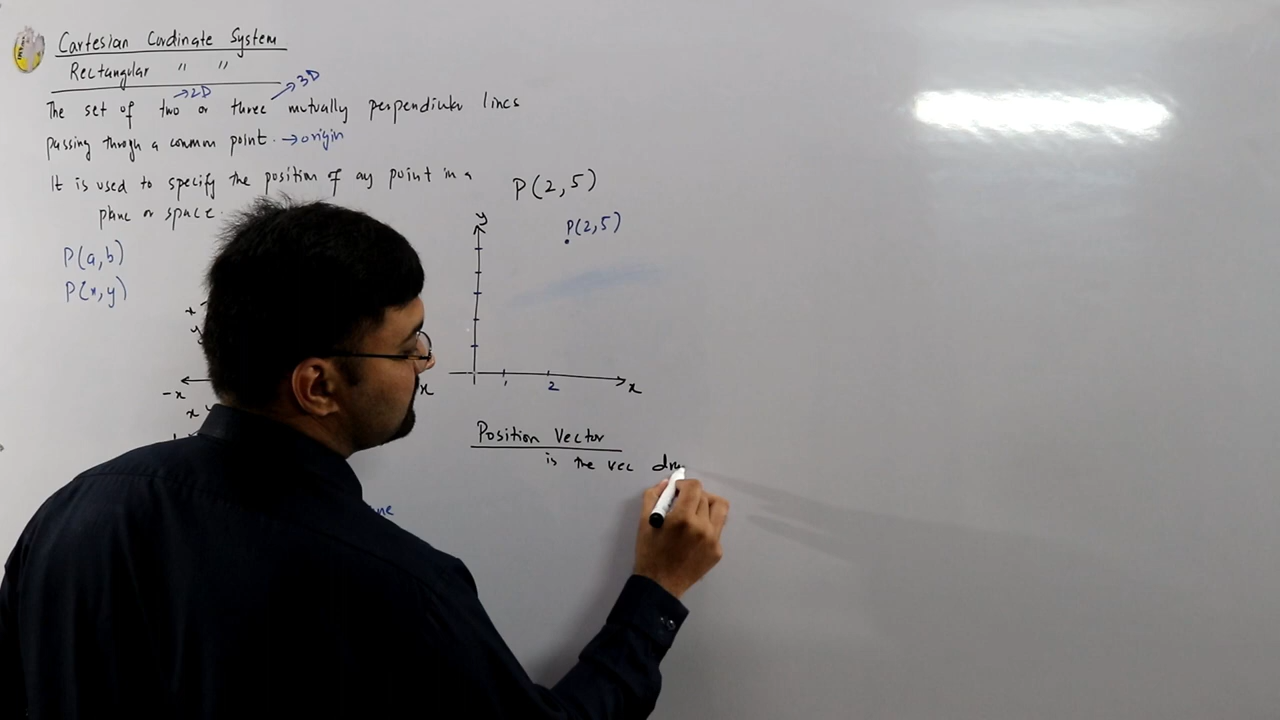 Cartesian Cordinate System
Rectangular " "
→2D →3D
The set of two or three mutually perpendicular lines
passing throgh a common point. →origin
It is used to specify the position of any point in a
plane or space.
P(2,5)
P(a,b)
P(x,y)
y
P(2,5)
-x
x
1 2 x
Position Vector
is the vec